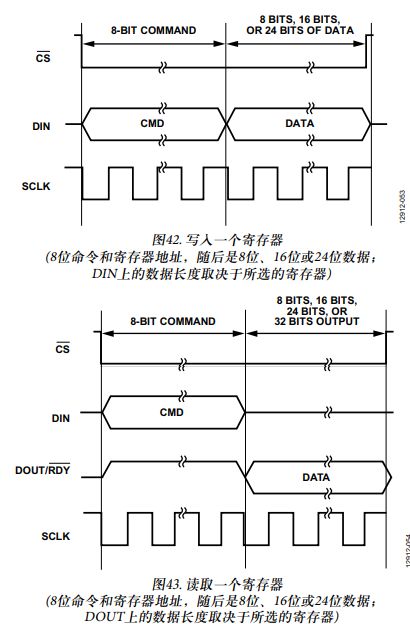 8-BIT COMMAND
8 BITS, 16 BITS,
OR 24 BITS OF DATA
CS
DIN
CMD
DATA
SCLK
12912-053
图42. 写入一个寄存器
(8位命令和寄存器地址，随后是8位、16位或24位数据；
DIN上的数据长度取决于所选的寄存器)
8-BIT COMMAND
8 BITS, 16 BITS,
24 BITS, OR
32 BITS OUTPUT
CS
DIN
CMD
DOUT/RDY
DATA
SCLK
12912-054
图43. 读取一个寄存器
(8位命令和寄存器地址，随后是8位、16位或24位数据；
DOUT上的数据长度取决于所选的寄存器)